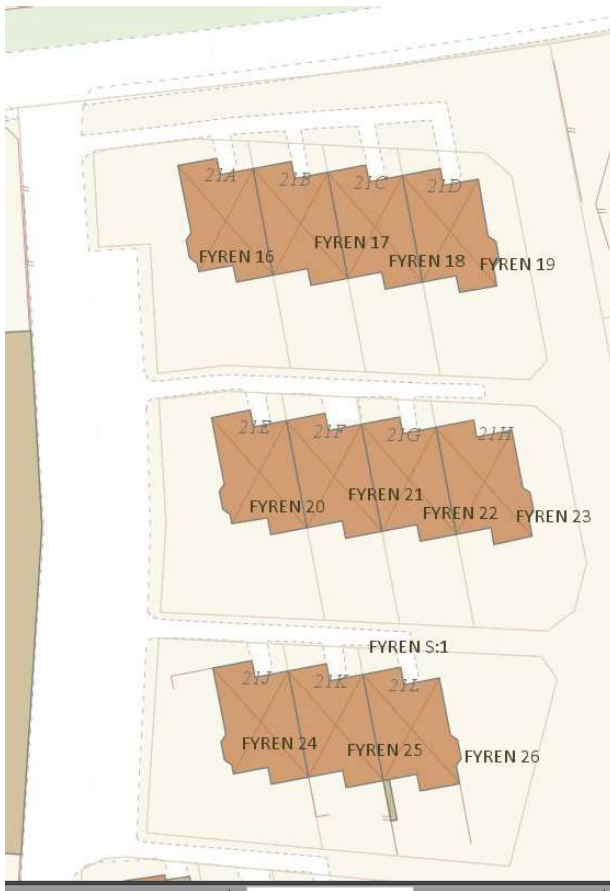 21A 21B 21C 21D
FYREN 16 FYREN 17 FYREN 18 FYREN 19
21E 21F 21G 21H
FYREN 20 FYREN 21 FYREN 22 FYREN 23
FYREN S:1
21J 21K 21L
FYREN 24 FYREN 25 FYREN 26